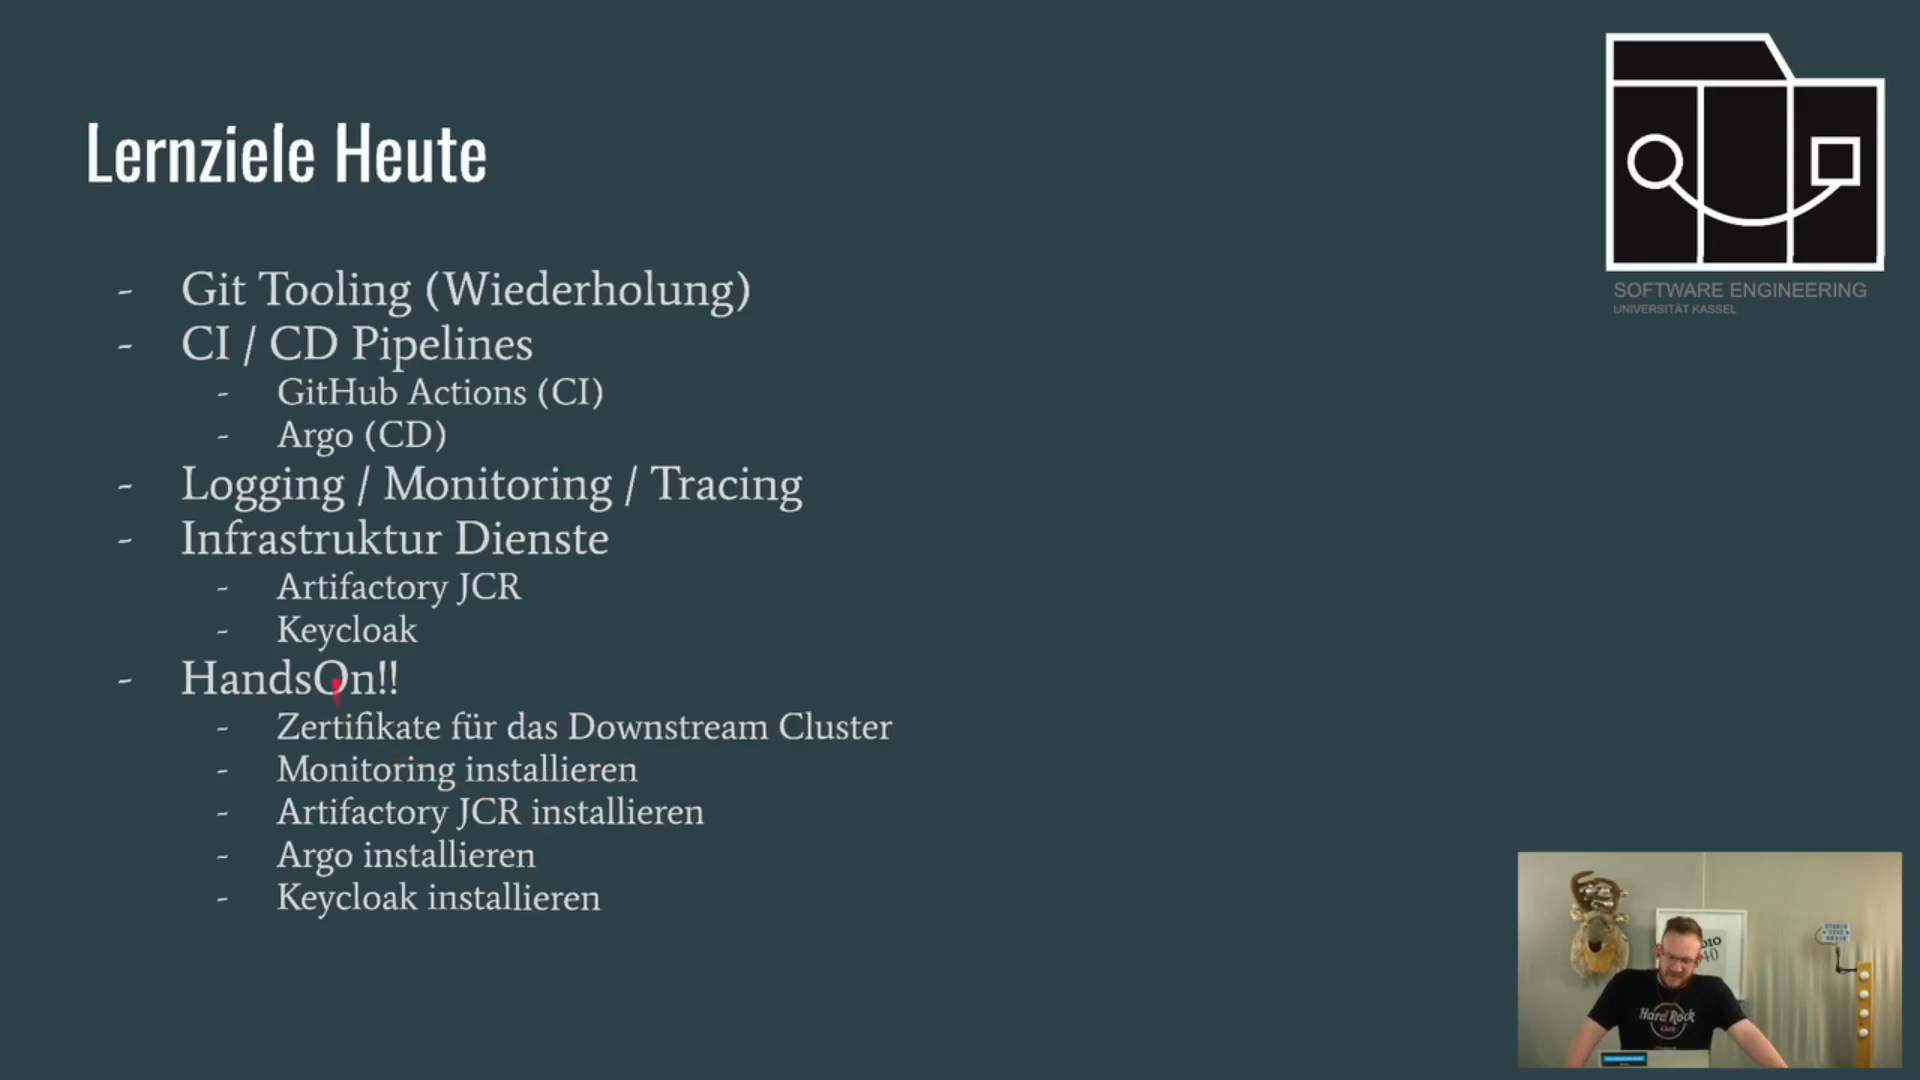 Lernziele Heute
SOFTWARE ENGINEERING
UNIVERSITÄT KASSEL
- Git Tooling (Wiederholung)
- CI / CD Pipelines
- GitHub Actions (CI)
- Argo (CD)
- Logging / Monitoring / Tracing
- Infrastruktur Dienste
- Artifactory JCR
- Keycloak
- HandsOn!!
- Zertifikate für das Downstream Cluster
- Monitoring installieren
- Artifactory JCR installieren
- Argo installieren
- Keycloak installieren
Hard Rock